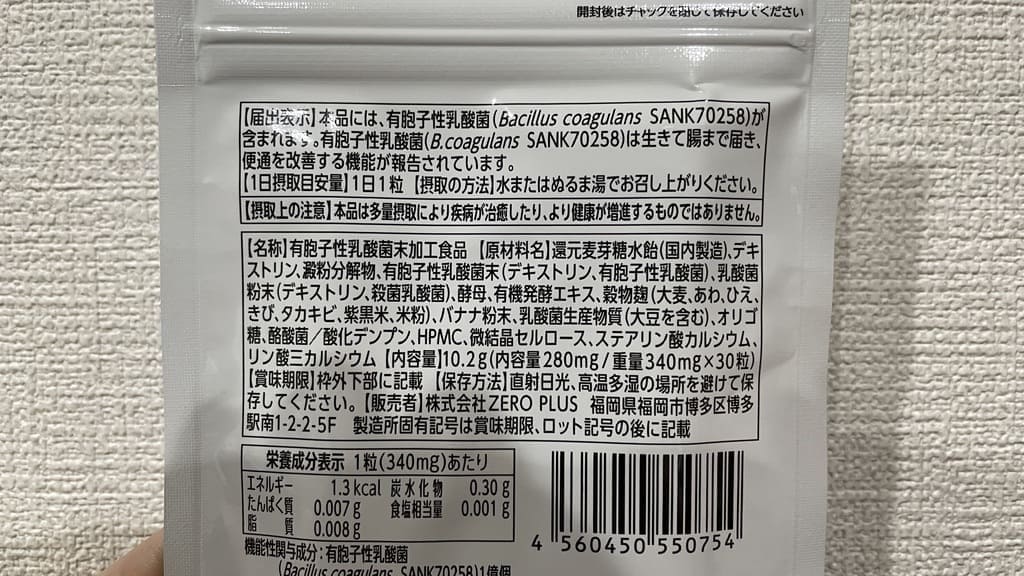 開封後はチャックを閉じて保存してください
【届出表示】本品には、有胞子性乳酸菌(Bacillus coagulans SANK70258)が
含まれます。有胞子性乳酸菌(B.coagulans SANK70258)は生きて腸まで届き、
便通を改善する機能が報告されています。
【1日摂取目安量】1日1粒 【摂取の方法】水またはぬるま湯でお召し上がりください。
【摂取上の注意】本品は多量摂取により疾病が治癒したり、より健康が増進するものではありません。
【名称】有胞子性乳酸菌末加工食品 【原材料名】還元麦芽糖水飴(国内製造)、デキ
ストリン、澱粉分解物、有胞子性乳酸菌末(デキストリン、有胞子性乳酸菌)、乳酸菌
粉末(デキストリン、殺菌乳酸菌)、酵母、有機発酵エキス、穀物麹(大麦、あわ、ひえ、
きび、タカキビ、紫黒米、米粉)、バナナ粉末、乳酸菌生産物質(大豆を含む)、オリゴ
糖、酪酸菌/酸化デンプン、HPMC、微結晶セルロース、ステアリン酸カルシウム、
リン酸三カルシウム 【内容量】10.2g(内容量280mg/重量340mg×30粒)
【賞味期限】枠外下部に記載 【保存方法】直射日光、高温多湿の場所を避けて保
存してください。【販売者】株式会社ZERO PLUS 福岡県福岡市博多区博多
駅南1-2-2-5F 製造所固有記号は賞味期限、ロット記号の後に記載
栄養成分表示 1粒(340mg)あたり
エネルギー 1.3kcal 炭水化物 0.30g
たんぱく質 0.007g 食塩相当量 0.001g
脂質 0.008g
機能性関与成分：有胞子性乳酸菌
(Bacillus coagulans SANK70258)1億個
4 560450 550754